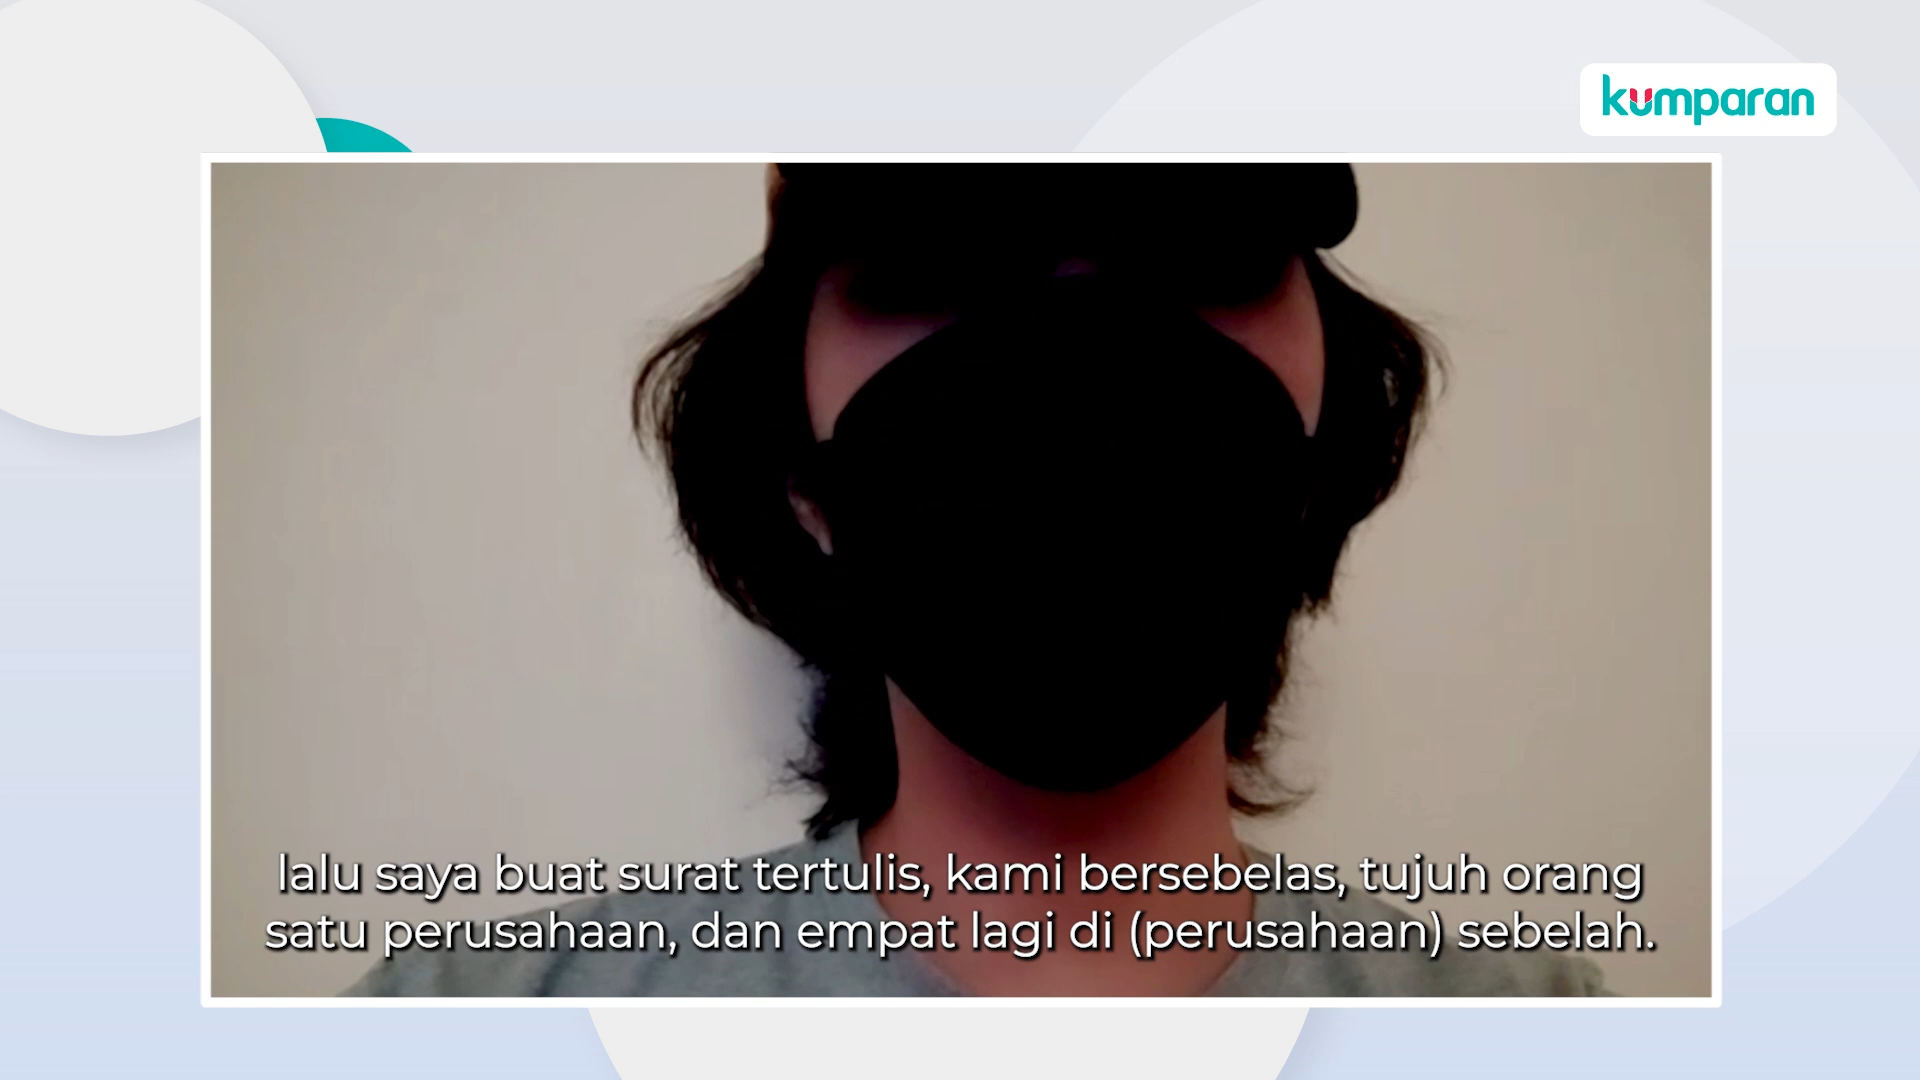 kumparan
lalu saya buat surat tertulis, kami bersebelas, tujuh orang
satu perusahaan, dan empat lagi di (perusahaan) sebelah.